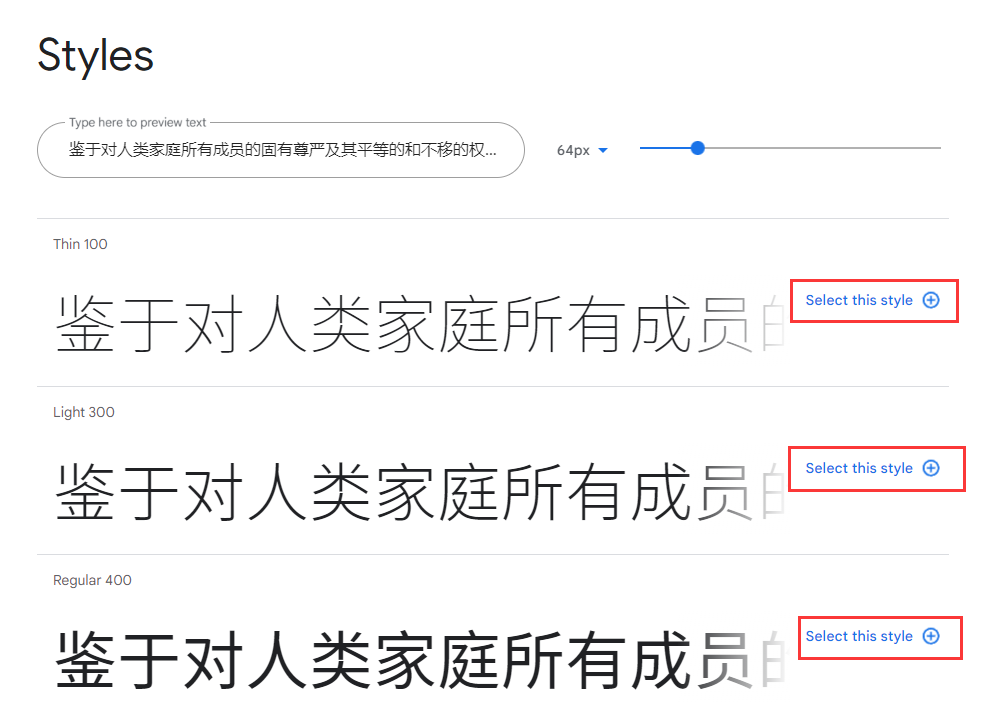 Styles
Type here to preview text
鉴于对人类家庭所有成员的固有尊严及其平等的和不移的权...
64px
Thin 100
鉴于对人类家庭所有成员的
Select this style
Light 300
鉴于对人类家庭所有成员的
Select this style
Regular 400
鉴于对人类家庭所有成员的
Select this style